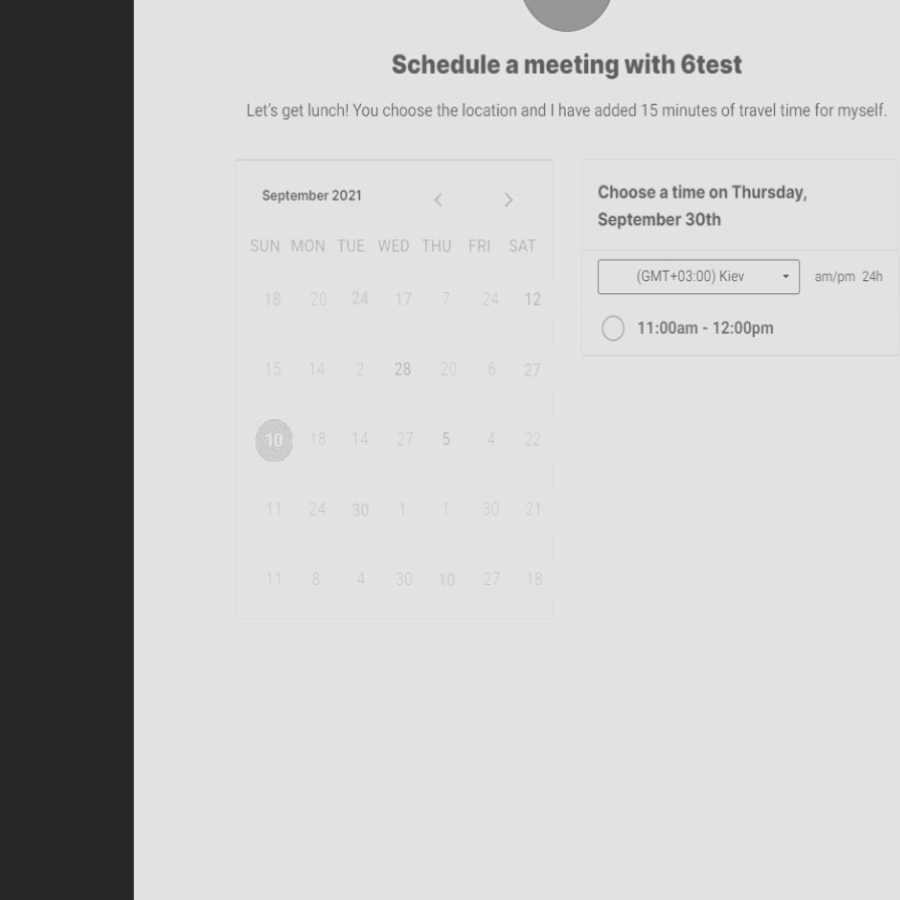 Schedule a meeting with 6test
Let's get lunch! You choose the location and I have added 15 minutes of travel time for myself.
September 2021
SUN MON TUE WED THU FRI SAT
18 20 24 17 7 24 12
15 14 2 28 20 6 27
10 18 14 27 5 4 22
11 24 30 1 1 30 21
11 8 4 30 10 27 18
Choose a time on Thursday,
September 30th
(GMT+03:00) Kiev am/pm 24h
11:00am - 12:00pm